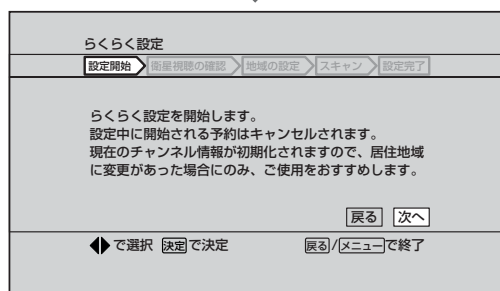 らくらく設定
設定開始 衛星視聴の確認 地域の設定 スキャン 設定完了
らくらく設定を開始します。
設定中に開始される予約はキャンセルされます。
現在のチャンネル情報が初期化されますので、居住地域
に変更があった場合にのみ、ご使用をおすすめします。
戻る 次へ
で選択 決定で決定 戻る/メニューで終了